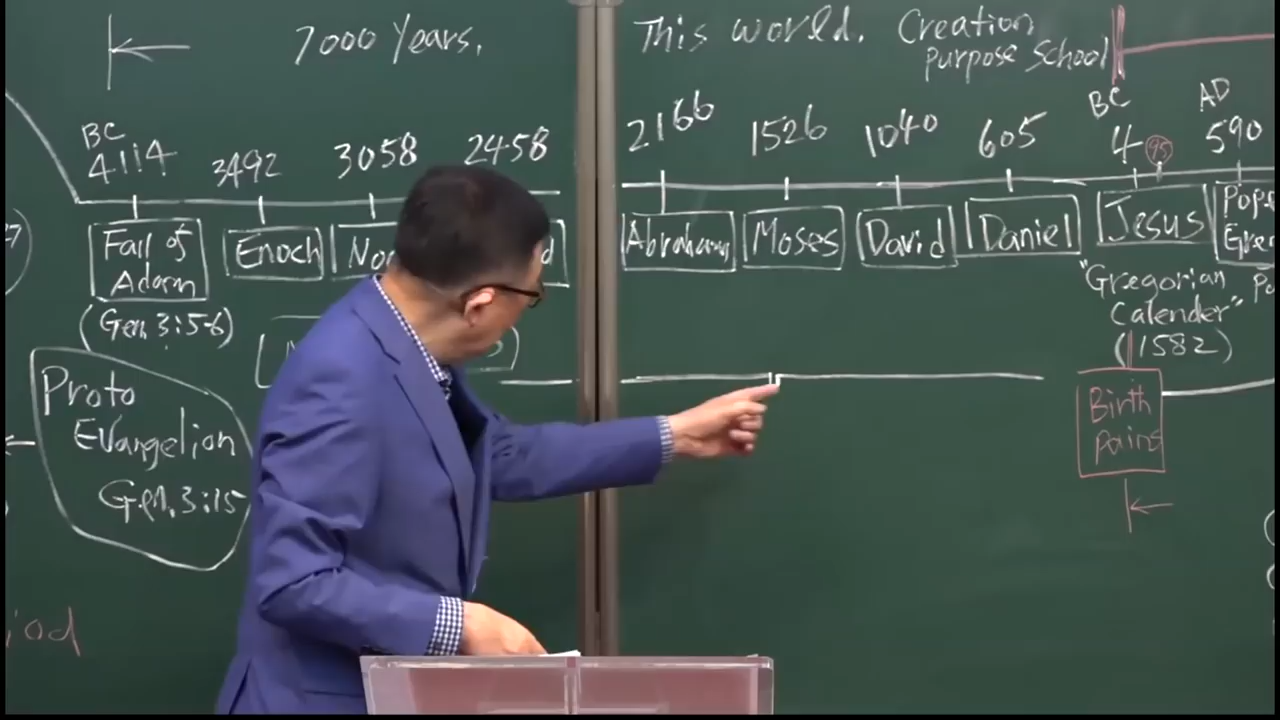 7000 Years.
This world. Creation
Purpose School
BC
4114
3492
3058
2458
2166
1526
1040
605
BC
4
95
AD
590
Fall of
Adam
Enoch
Abraham
Moses
David
Daniel
Jesus
(Gen. 3:5-6)
"Gregorian
Calender"
(1582)
Proto
Evangelion
Gen. 3:15
Birth
pains